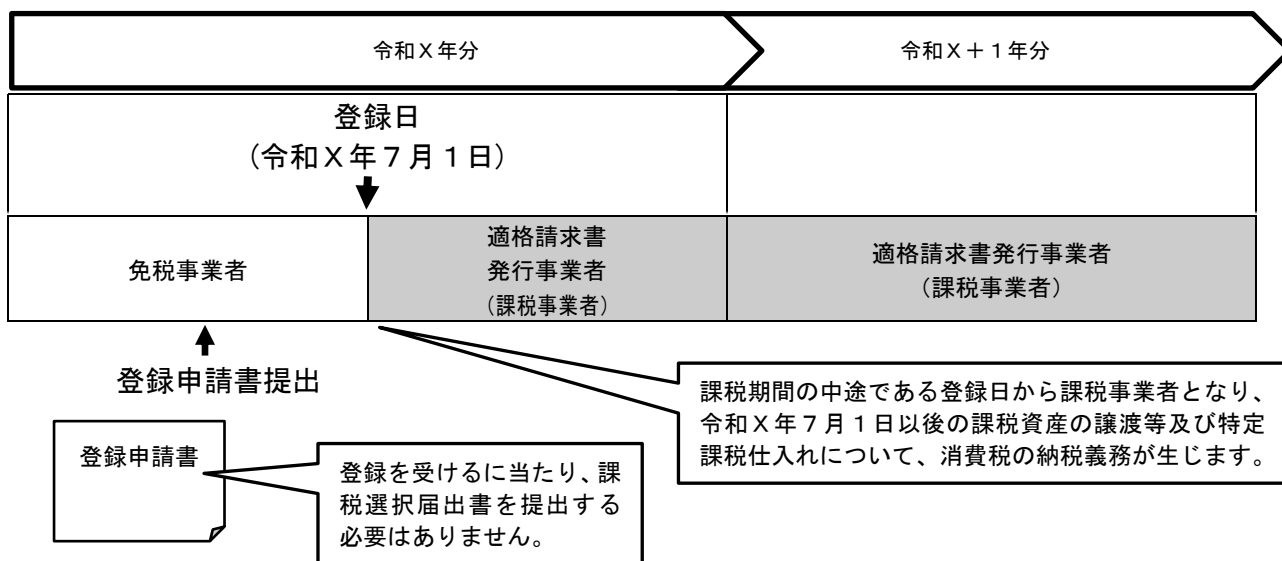 令和X年分
令和X+1年分
登録日
(令和X年7月1日)
免税事業者
適格請求書
発行事業者
(課税事業者)
適格請求書発行事業者
(課税事業者)
登録申請書提出
登録申請書
登録を受けるに当たり、課
税選択届出書を提出する
必要はありません。
課税期間の中途である登録日から課税事業者となり、
令和X年7月1日以後の課税資産の譲渡等及び特定
課税仕入れについて、消費税の納税義務が生じます。